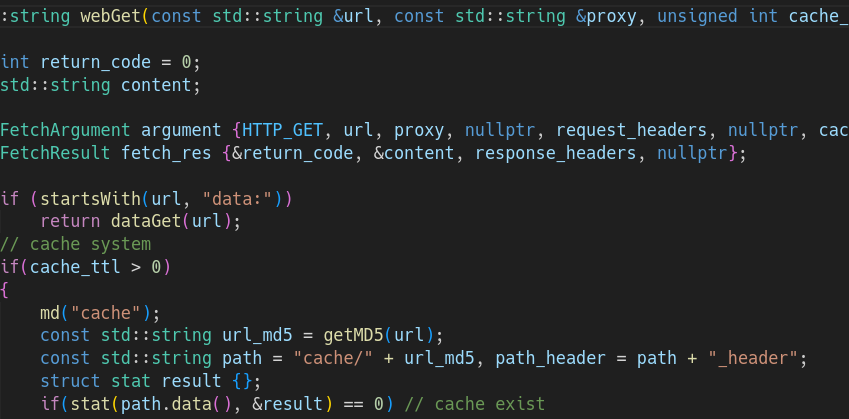 :string webGet(const std::string &url, const std::string &proxy, unsigned int cache_
int return_code = 0;
std::string content;
FetchArgument argument {HTTP_GET, url, proxy, nullptr, request_headers, nullptr, cac
FetchResult fetch_res {&return_code, &content, response_headers, nullptr};
if (startsWith(url, "data:"))
    return dataGet(url);
// cache system
if(cache_ttl > 0)
{
    md("cache");
    const std::string url_md5 = getMD5(url);
    const std::string path = "cache/" + url_md5, path_header = path + "_header";
    struct stat result {};
    if(stat(path.data(), &result) == 0) // cache exist